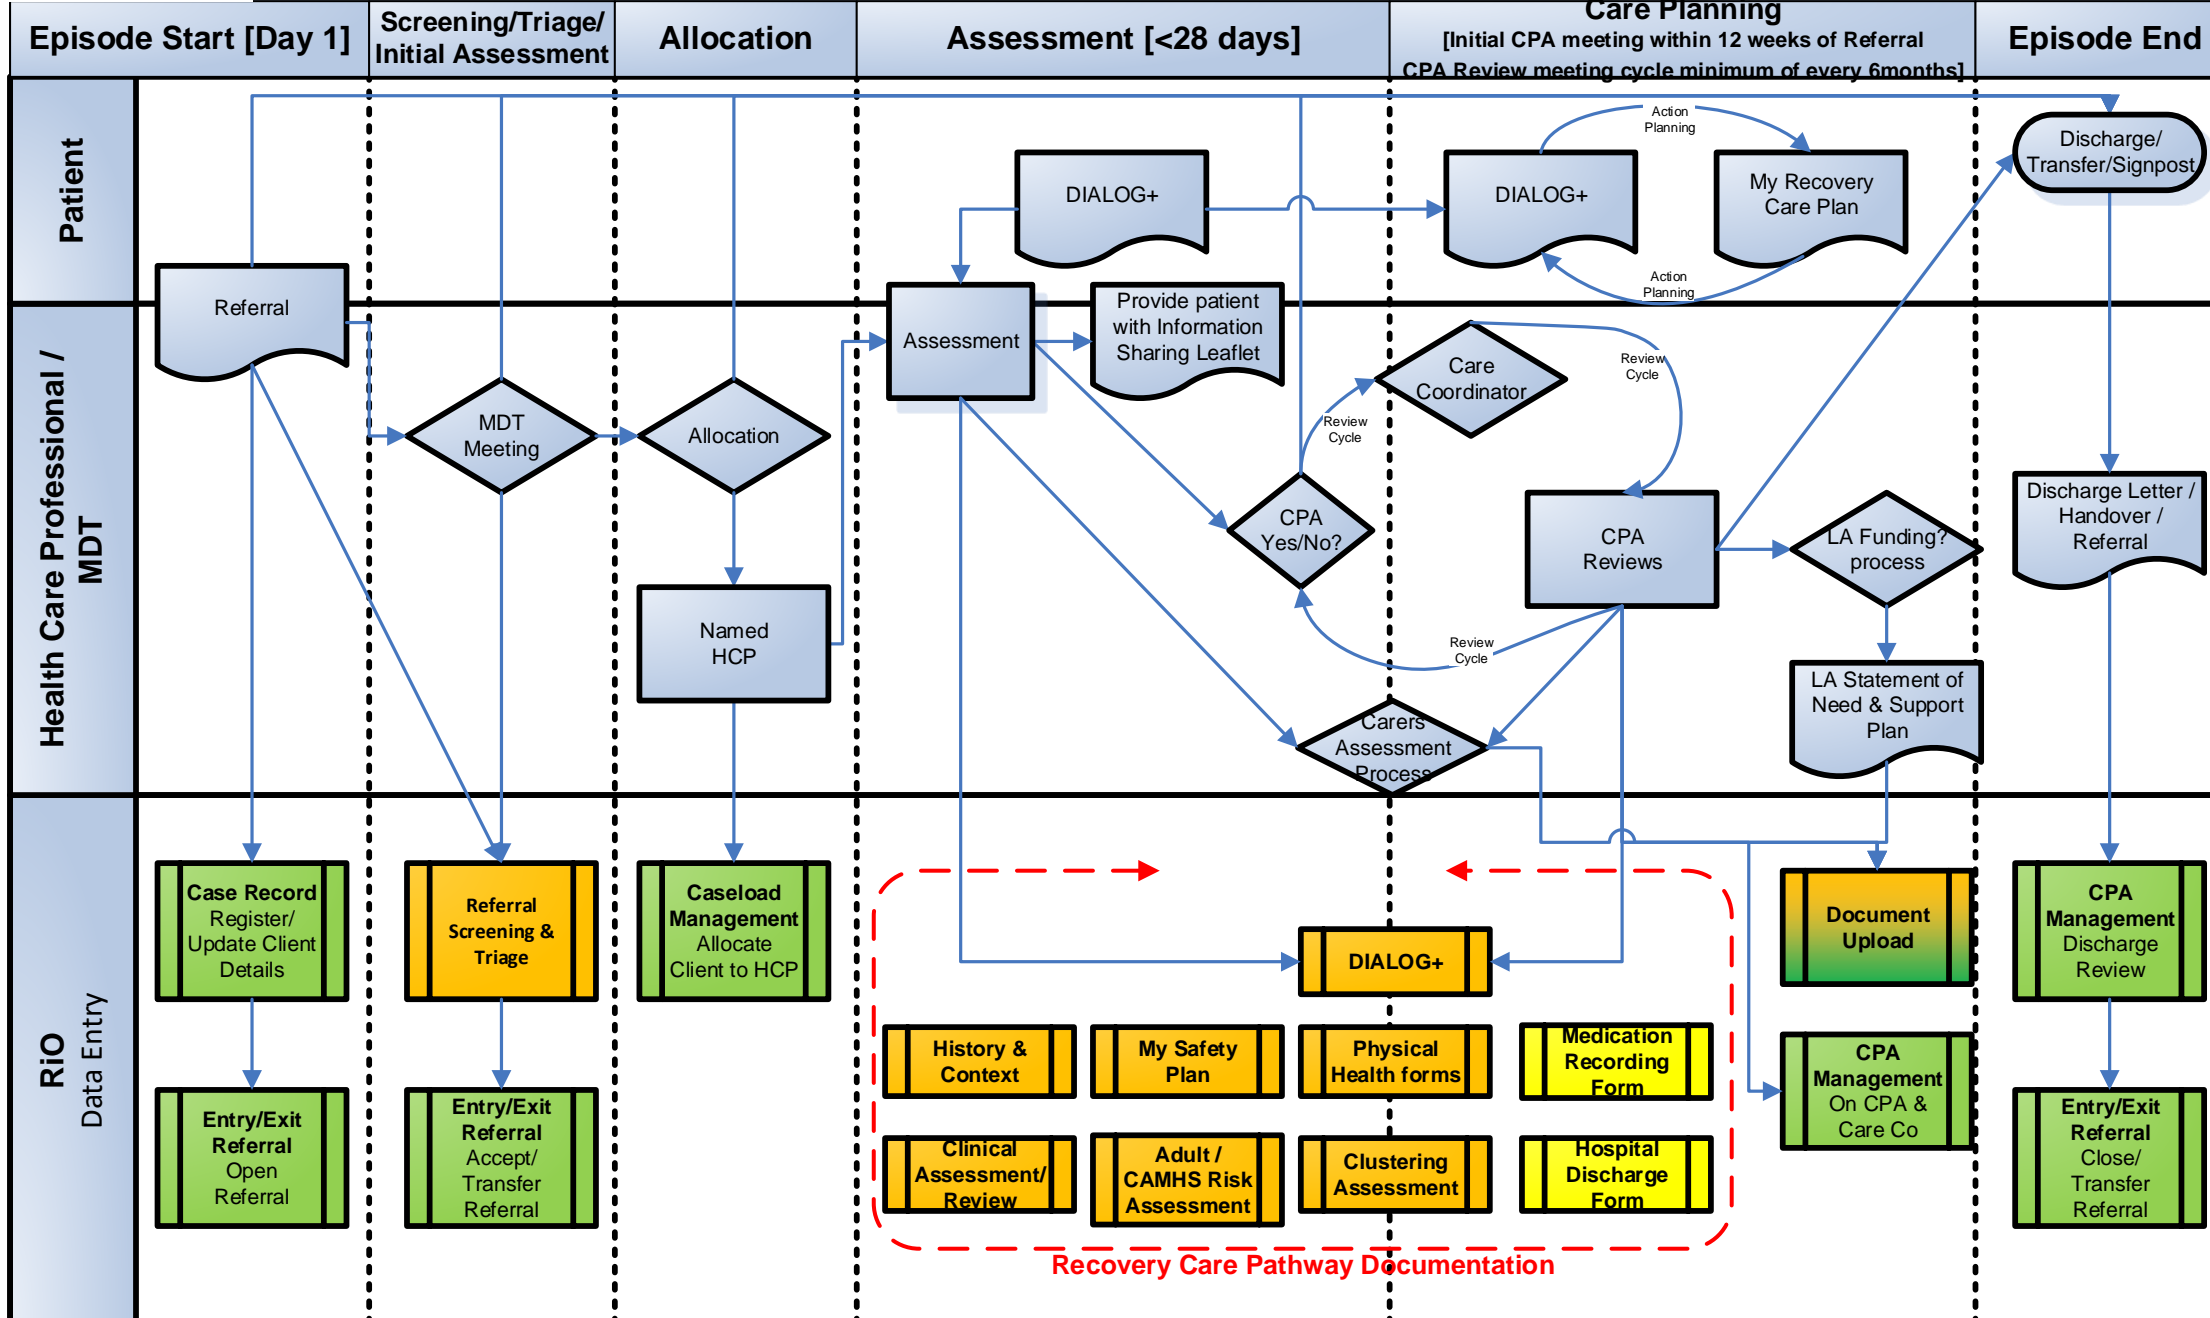 Episode Start [Day 1]
Screening/Triage/
Initial Assessment
Allocation
Assessment [<28 days]
Care Planning
[Initial CPA meeting within 12 weeks of Referral
CPA Review meeting cycle minimum of every 6months]
Episode End
Patient
Health Care Professional /
MDT
RiO
Data Entry
Referral
DIALOG+
DIALOG+
Action
Planning
My Recovery
Care Plan
Action
Planning
Discharge/
Transfer/Signpost
MDT
Meeting
Allocation
Named
HCP
Assessment
Provide patient
with Information
Sharing Leaflet
Care
Coordinator
Review
Cycle
Review
Cycle
CPA
Yes/No?
CPA
Reviews
LA Funding?
process
Discharge Letter /
Handover /
Referral
Review
Cycle
LA Statement of
Need & Support
Plan
Carers
Assessment
Process
Case Record
Register/
Update Client
Details
Referral
Screening &
Triage
Caseload
Management
Allocate
Client to HCP
DIALOG+
Document
Upload
CPA
Management
Discharge
Review
History &
Context
My Safety
Plan
Physical
Health forms
Medication
Recording
Form
CPA
Management
On CPA &
Care Co
Entry/Exit
Referral
Open
Referral
Entry/Exit
Referral
Accept/
Transfer
Referral
Clinical
Assessment/
Review
Adult /
CAMHS Risk
Assessment
Clustering
Assessment
Hospital
Discharge
Form
Entry/Exit
Referral
Close/
Transfer
Referral
Recovery Care Pathway Documentation